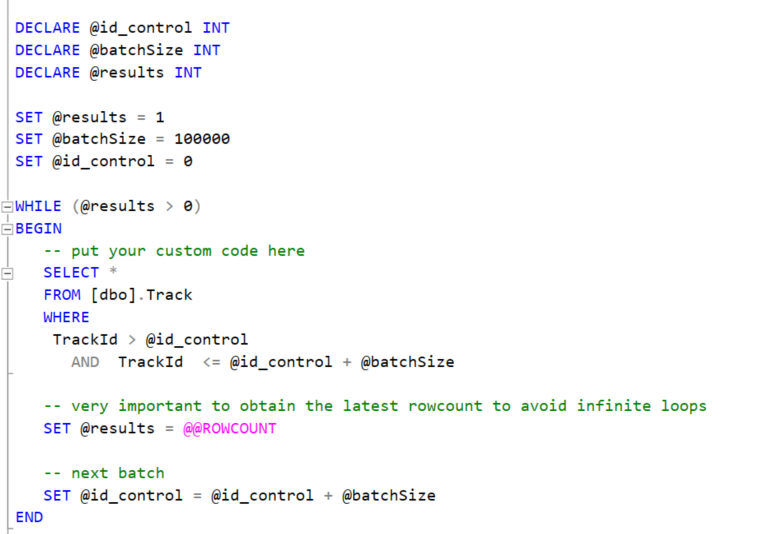 DECLARE @id_control INT
DECLARE @batchSize INT
DECLARE @results INT
SET @results = 1
SET @batchSize = 100000
SET @id_control = 0
WHILE (@results > 0)
BEGIN
-- put your custom code here
SELECT *
FROM [dbo].Track
WHERE
TrackId > @id_control
AND TrackId <= @id_control + @batchSize
-- very important to obtain the latest rowcount to avoid infinite loops
SET @results = @@ROWCOUNT
-- next batch
SET @id_control = @id_control + @batchSize
END